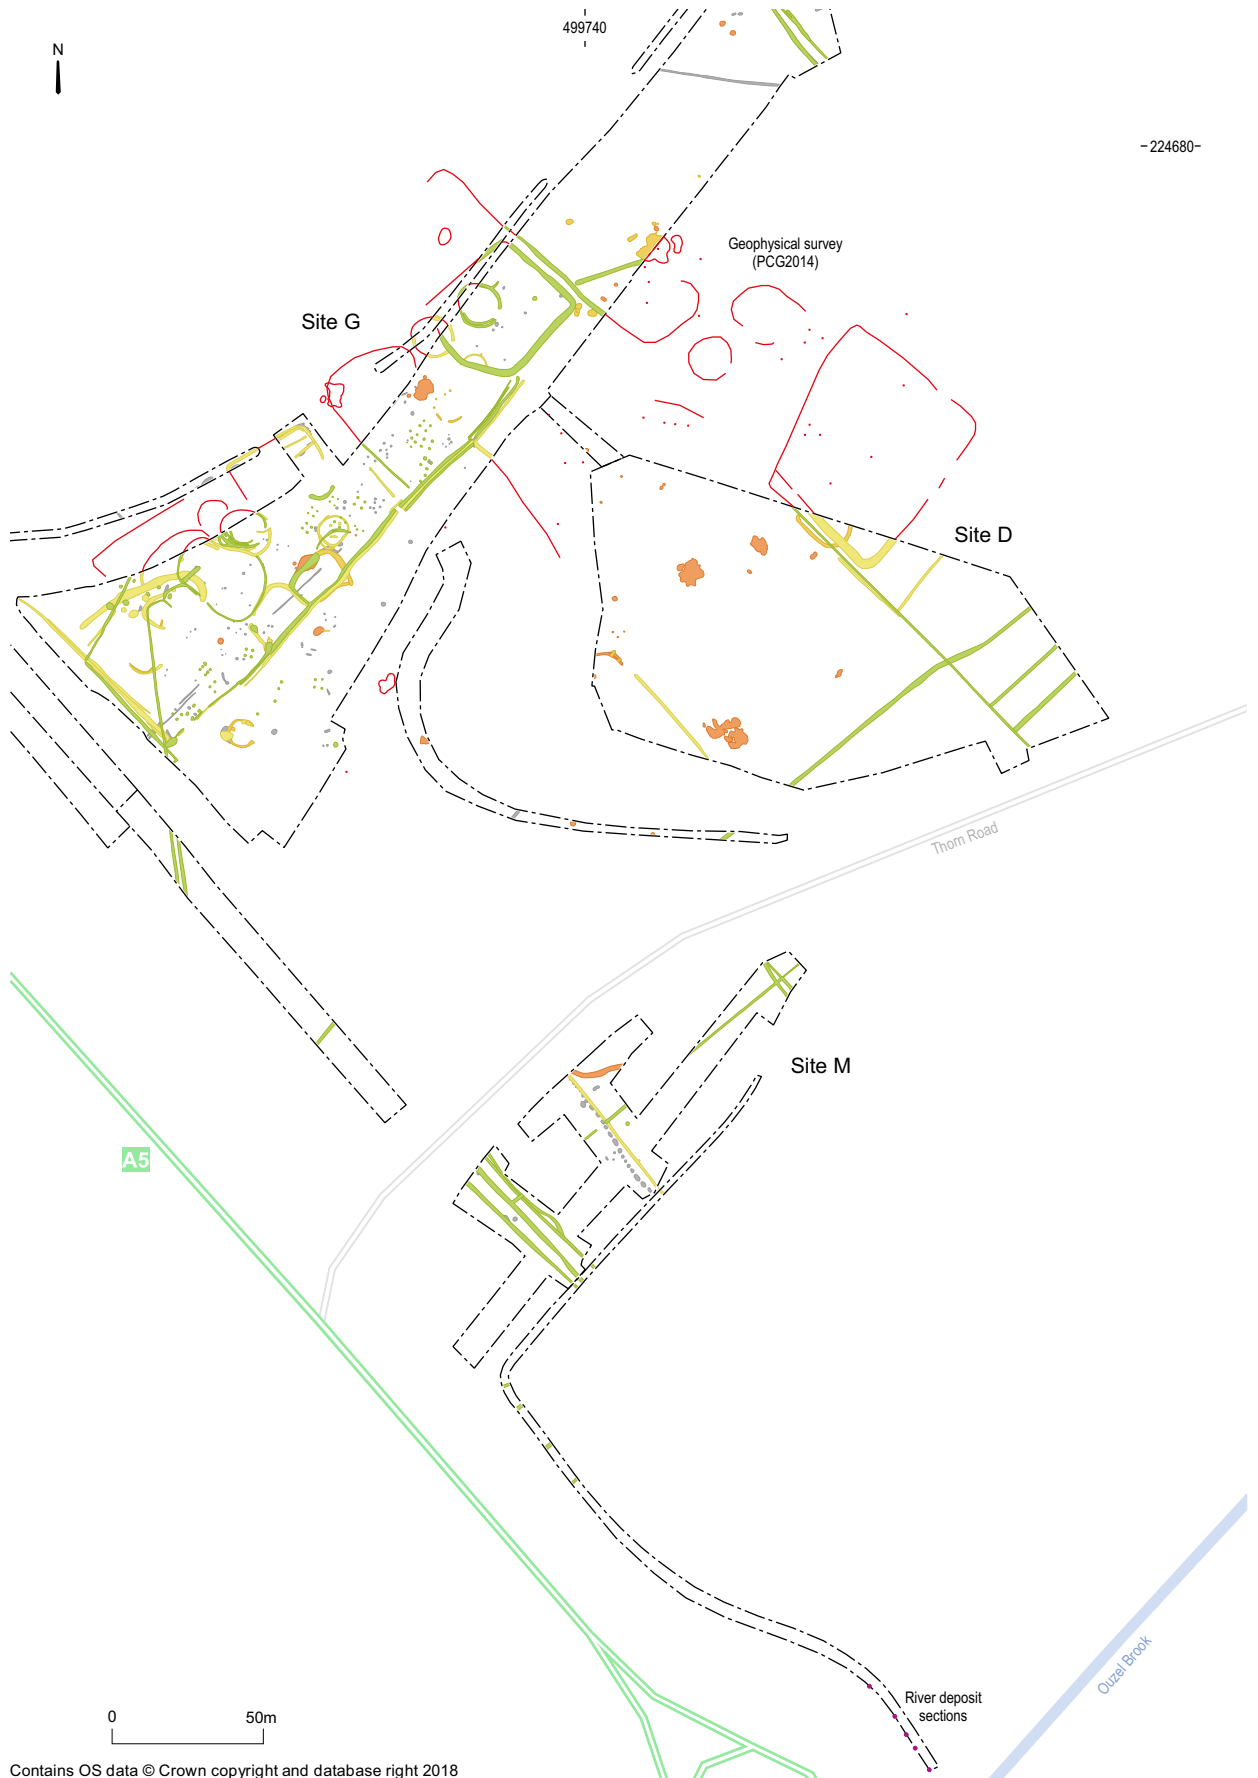 499740
N
-224680-
Geophysical survey
(PCG2014)
Site G
Site D
Thorn Road
Site M
A5
Ouzel Brook
River deposit
sections
0 50m
Contains OS data © Crown copyright and database right 2018